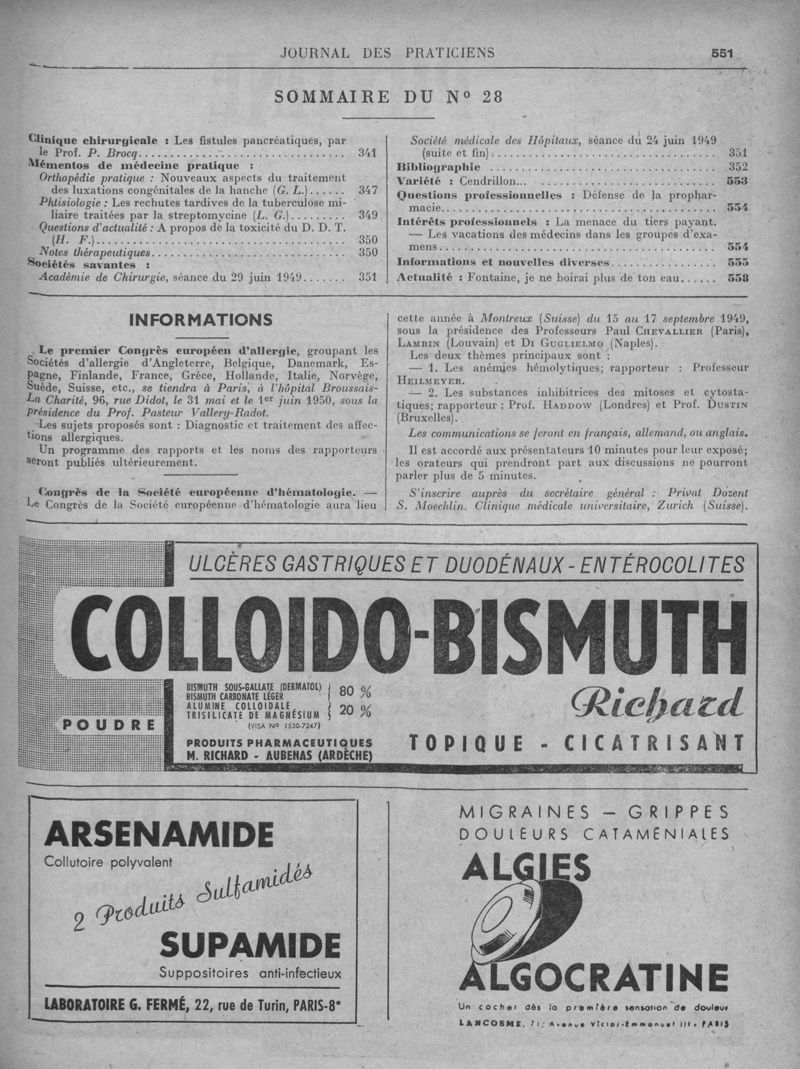 JOURNAL DES PRATICIENS 551
SOMMAIRE DU Nº 28
Clinique chirurgicale : Les fistules pancréatiques, par
le Prof. P. Brocq 341
Mémentos de médecine pratique :
Orthopédie pratique : Nouveaux aspects du traitement
des luxations congénitales de la hanche (G. L.) 347
Phtisiologie : Les rechutes tardives de la tuberculose mi-
liaire traitées par la streptomycine (L. G.) 349
Questions d'actualité : A propos de la toxicité du D. D. T.
(H. F.) 350
Notes thérapeutiques 350
Sociétés savantes :
Académie de Chirurgie, séance du 29 juin 1949 351
Société médicale des Hôpitaux, séance du 24 juin 1949
(suite et fin) : 351
Bibliographie 352
Variété : Cendrillon... 553
Questions professionnelles : Défense de la prophar-
macie 554
Intérêts professionnels : La menace du tiers payant.
— Les vacations des médecins dans les groupes d'exa-
mens 554
Informations et nouvelles diverses 555
Actualité : Fontaine, je ne boirai plus de ton eau 558
INFORMATIONS
Le premier Congrès européen d'allergie, groupant les
Sociétés d'allergie d'Angleterre, Belgique, Danemark, Es-
pagne, Finlande, France, Grèce, Hollande, Italie, Norvège,
Suède, Suisse, etc., se tiendra à Paris, à l'hôpital Broussais-
La Charité, 96, rue Didot, le 31 mai et le 1er juin 1950, sous la
présidence du Prof. Pasteur Vallery-Radot.
Les sujets proposés sont : Diagnostic et traitement des affec-
tions allergiques.
Un programme des rapports et les noms des rapporteurs
seront publiés ultérieurement.
Congrès de la Société européenne d'hématologie. —
Le Congrès de la Société européenne d'hématologie aura lieu
cette année à Montreux (Suisse) du 15 au 17 septembre 1949,
sous la présidence des Professeurs Paul CHEVALLIER (Paris),
LAMBIN (Louvain) et DI GUGLIELMO (Naples).
Les deux thèmes principaux sont :
— 1. Les anémies hémolytiques; rapporteur : Professeur
HEILMEYER.
— 2. Les substances inhibitrices des mitoses et cytosta-
tiques; rapporteur : Prof. HADDOW (Londres) et Prof. DUSTIN
(Bruxelles).
Les communications se feront en français, allemand, ou anglais.
Il est accordé aux présentateurs 10 minutes pour leur exposé;
les orateurs qui prendront part aux discussions ne pourront
parler plus de 5 minutes.
S'inscrire auprès du secrétaire général : Privat Dozent
S. Moechlin. Clinique médicale universitaire, Zurich (Suisse).
ULCÈRES GASTRIQUES ET DUODÉNAUX - ENTÉROCOLITES
COLLOIDO-BISMUTH
BISMUTH SOUS-GALLATE (DERMATOL)
BISMUTH CARBONATE LÉGER 80 %
ALUMINE COLLOIDALE
TRISILICATE DE MAGNÉSIUM 20 %
(VISA Nº 1530-7247)
Richard
POUDRE
PRODUITS PHARMACEUTIQUES
M. RICHARD - AUBENAS (ARDÈCHE)
TOPIQUE - CICATRISANT
ARSENAMIDE
Collutoire polyvalent
2 Produits Sulfamidés
SUPAMIDE
Suppositoires anti-infectieux
LABORATOIRE G. FERMÉ, 22, rue de Turin, PARIS-8e
MIGRAINES — GRIPPES
DOULEURS CATAMÉNIALES
ALGIES
ALGOCRATINE
Un cachet dès la première sensation de douleur
LANCOSME, 71, Avenue Victor-Emmanuel III - PARIS